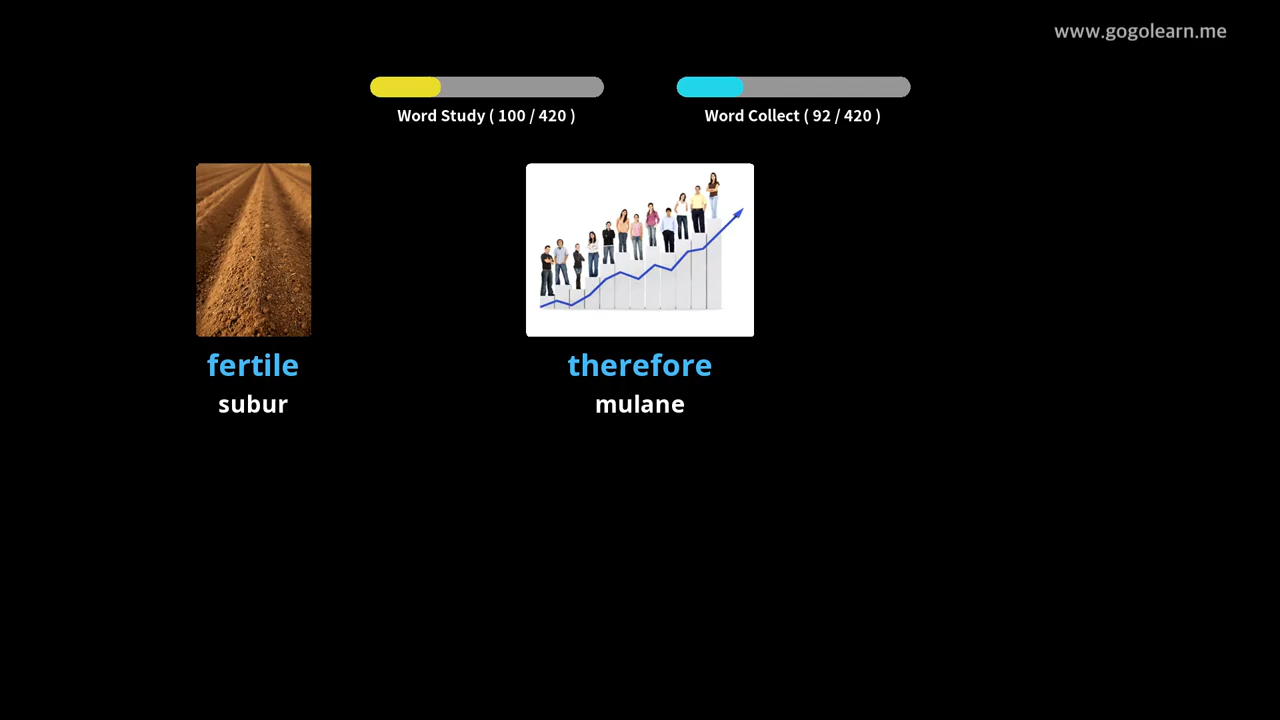 www.gogolearn.me
Word Study ( 100 / 420 )
Word Collect ( 92 / 420 )
fertile
subur
therefore
mulane